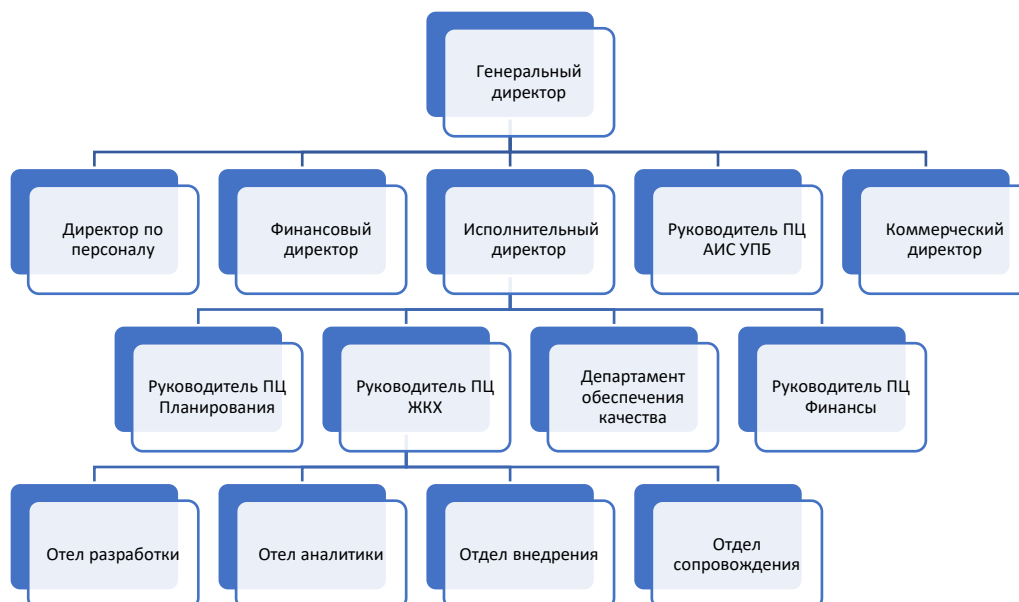 Генеральный
директор
Директор по
персоналу
Финансовый
директор
Исполнительный
директор
Руководитель ПЦ
АИС УПБ
Коммерческий
директор
Руководитель ПЦ
Планирования
Руководитель ПЦ
ЖКХ
Департамент
обеспечения
качества
Руководитель ПЦ
Финансы
Отел разработки
Отел аналитики
Отдел внедрения
Отдел
сопровождения